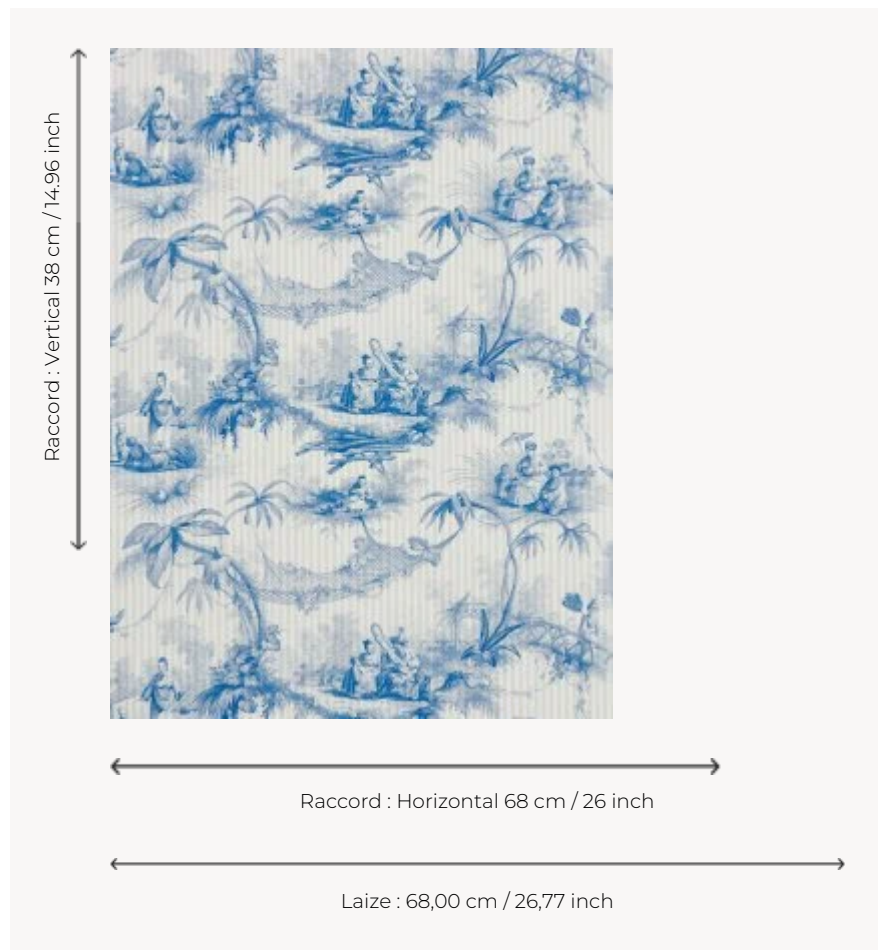 Raccord : Vertical 38 cm / 14.96 inch
Raccord : Horizontal 68 cm / 26 inch
Laize : 68,00 cm / 26,77 inch